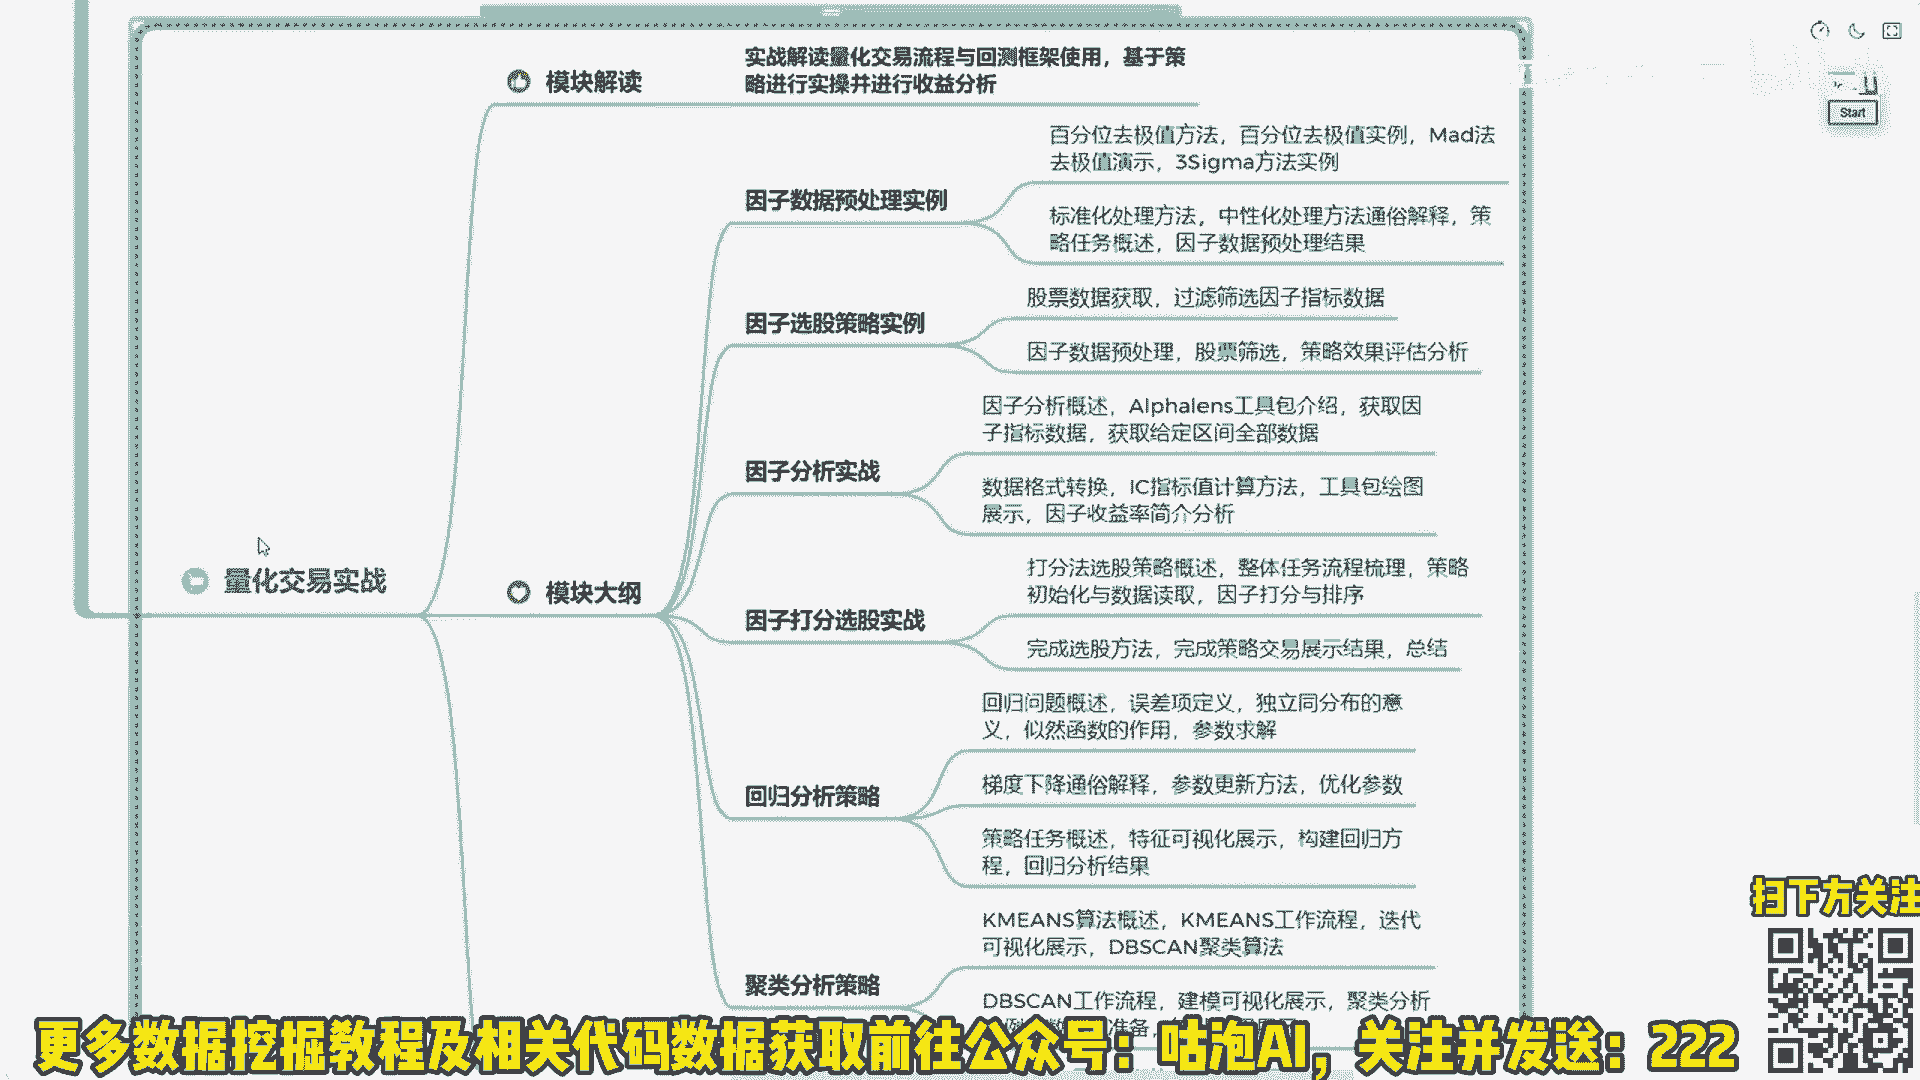 模块解读
实战解读量化交易流程与回测框架使用，基于策
略进行实操并进行收益分析
Start
百分位去极值方法，百分位去极值实例，Mad法
去极值演示，3Sigma方法实例
因子数据预处理实例
标准化处理方法，中性化处理方法通俗解释，策
略任务概述，因子数据预处理结果
股票数据获取，过滤筛选因子指标数据
因子选股策略实例
因子数据预处理，股票筛选，策略效果评估分析
因子分析概述，Alphalens工具包介绍，获取因
子指标数据，获取给定区间全部数据
因子分析实战
数据格式转换，IC指标值计算方法，工具包绘图
展示，因子收益率简介分析
量化交易实战
模块大纲
打分法选股策略概述，整体任务流程梳理，策略
初始化与数据读取，因子打分与排序
因子打分选股实战
完成选股方法，完成策略交易展示结果，总结
回归问题概述，误差项定义，独立同分布的意
义，似然函数的作用，参数求解
回归分析策略
梯度下降通俗解释，参数更新方法，优化参数
策略任务概述，特征可视化展示，构建回归方
程，回归分析结果
KMEANS算法概述，KMEANS工作流程，迭代
可视化展示，DBSCAN聚类算法
聚类分析策略
DBSCAN工作流程，建模可视化展示，聚类分析
准备，
扫下方关注
更多数据挖掘教程及相关代码数据获取前往公众号：咕泡AI，关注并发送：222